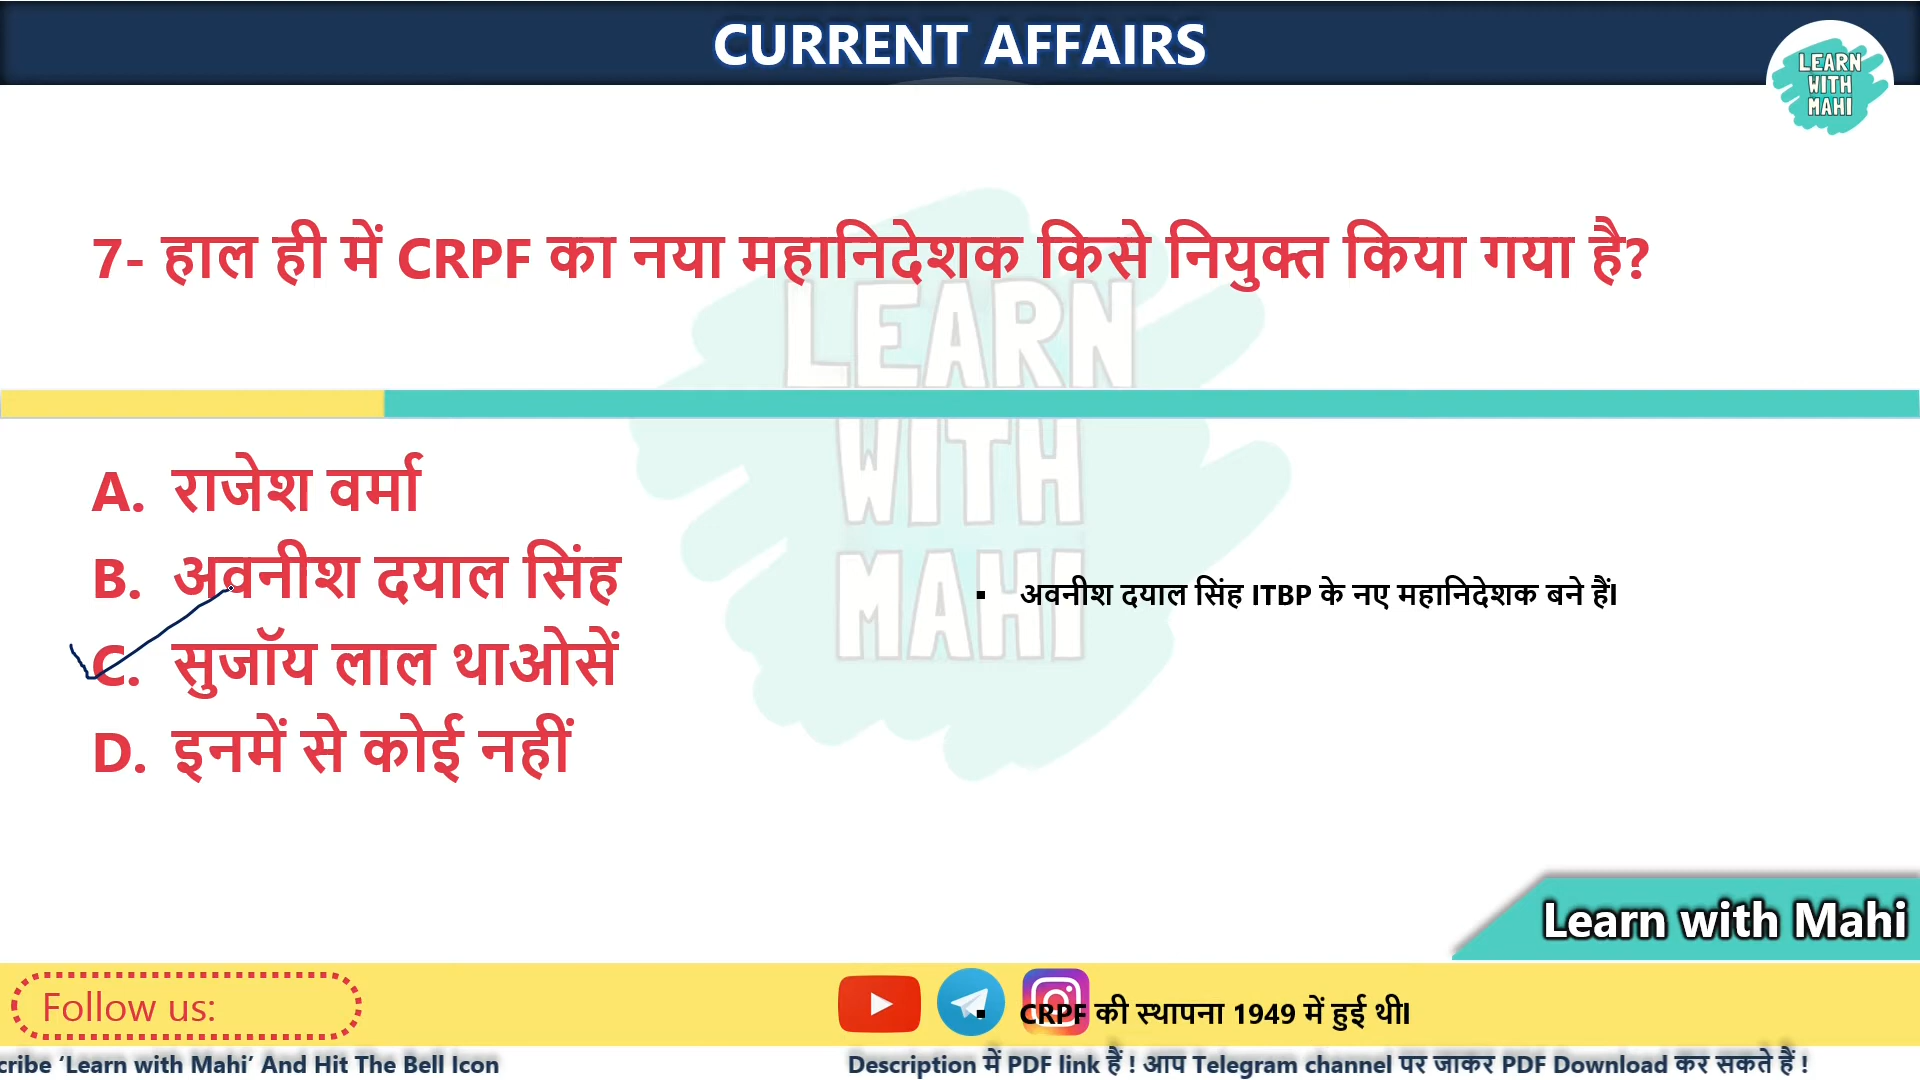 CURRENT AFFAIRS
LEARN
WITH
MAHI
7- हाल ही में CRPF का नया महानिदेशक किसे नियुक्त किया गया है?
LEARN
WITH
MAHI
A. राजेश वर्मा
B. अवनीश दयाल सिंह
C. सुजॉय लाल थाओसें
D. इनमें से कोई नहीं
▪ अवनीश दयाल सिंह ITBP के नए महानिदेशक बने हैंl
Learn with Mahi
Follow us:
▪ CRPF की स्थापना 1949 में हुई थीl
cribe ‘Learn with Mahi’ And Hit The Bell Icon
Description में PDF link हैं ! आप Telegram channel पर जाकर PDF Download कर सकते हैं !